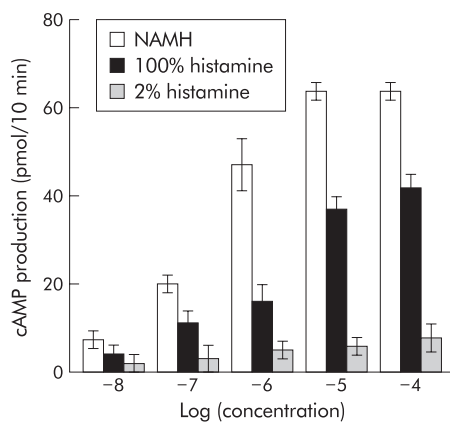 80
60
40
20
0
cAMP production (pmol/10 min)
NAMH
100% histamine
2% histamine
−8 −7 −6 −5 −4
Log (concentration)